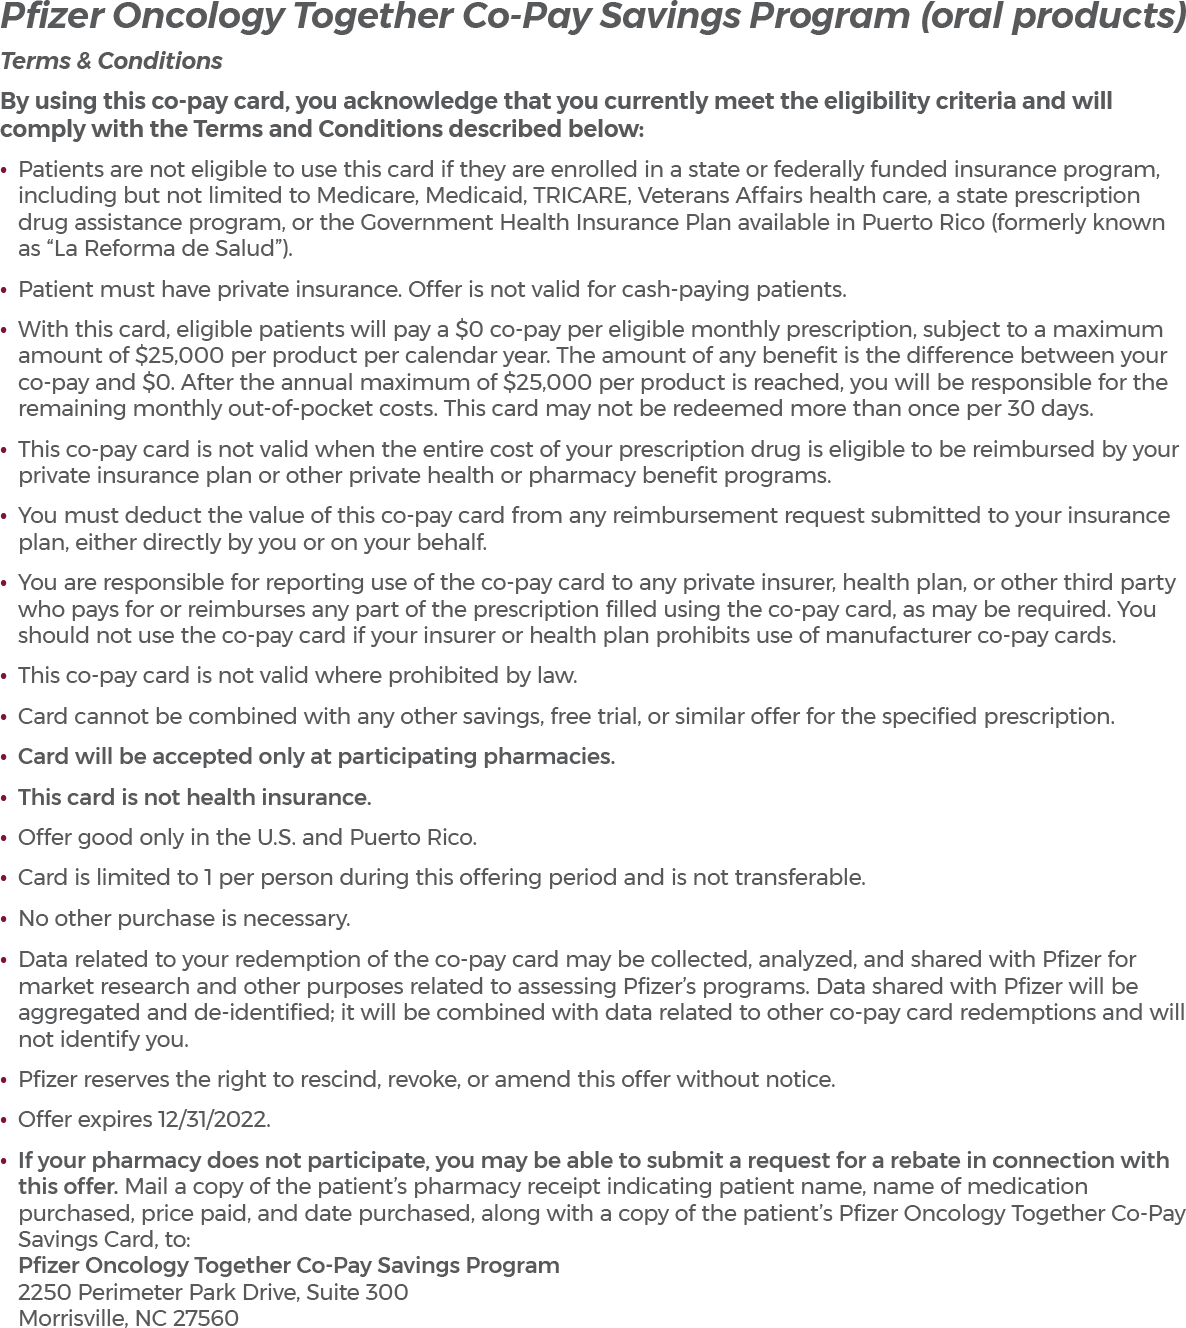 Pfizer Oncology Together Co-Pay Savings Program (oral products)
Terms & Conditions
By using this co-pay card, you acknowledge that you currently meet the eligibility criteria and will
comply with the Terms and Conditions described below:
• Patients are not eligible to use this card if they are enrolled in a state or federally funded insurance program,
including but not limited to Medicare, Medicaid, TRICARE, Veterans Affairs health care, a state prescription
drug assistance program, or the Government Health Insurance Plan available in Puerto Rico (formerly known
as “La Reforma de Salud”).
• Patient must have private insurance. Offer is not valid for cash-paying patients.
• With this card, eligible patients will pay a $0 co-pay per eligible monthly prescription, subject to a maximum
amount of $25,000 per product per calendar year. The amount of any benefit is the difference between your
co-pay and $0. After the annual maximum of $25,000 per product is reached, you will be responsible for the
remaining monthly out-of-pocket costs. This card may not be redeemed more than once per 30 days.
• This co-pay card is not valid when the entire cost of your prescription drug is eligible to be reimbursed by your
private insurance plan or other private health or pharmacy benefit programs.
• You must deduct the value of this co-pay card from any reimbursement request submitted to your insurance
plan, either directly by you or on your behalf.
• You are responsible for reporting use of the co-pay card to any private insurer, health plan, or other third party
who pays for or reimburses any part of the prescription filled using the co-pay card, as may be required. You
should not use the co-pay card if your insurer or health plan prohibits use of manufacturer co-pay cards.
• This co-pay card is not valid where prohibited by law.
• Card cannot be combined with any other savings, free trial, or similar offer for the specified prescription.
• Card will be accepted only at participating pharmacies.
• This card is not health insurance.
• Offer good only in the U.S. and Puerto Rico.
• Card is limited to 1 per person during this offering period and is not transferable.
• No other purchase is necessary.
• Data related to your redemption of the co-pay card may be collected, analyzed, and shared with Pfizer for
market research and other purposes related to assessing Pfizer’s programs. Data shared with Pfizer will be
aggregated and de-identified; it will be combined with data related to other co-pay card redemptions and will
not identify you.
• Pfizer reserves the right to rescind, revoke, or amend this offer without notice.
• Offer expires 12/31/2022.
• If your pharmacy does not participate, you may be able to submit a request for a rebate in connection with
this offer. Mail a copy of the patient’s pharmacy receipt indicating patient name, name of medication
purchased, price paid, and date purchased, along with a copy of the patient’s Pfizer Oncology Together Co-Pay
Savings Card, to:
Pfizer Oncology Together Co-Pay Savings Program
2250 Perimeter Park Drive, Suite 300
Morrisville, NC 27560